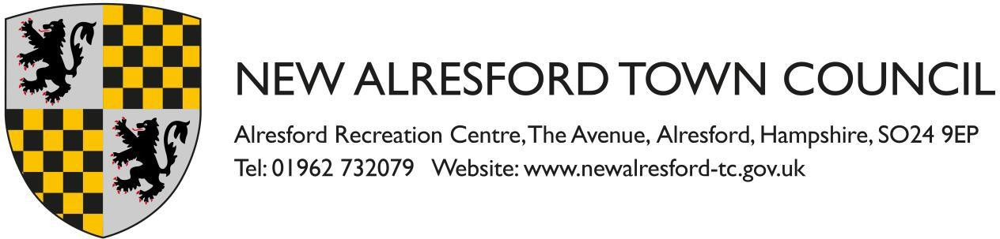 NEW ALRESFORD TOWN COUNCIL
Alresford Recreation Centre, The Avenue, Alresford, Hampshire, SO24 9EP
Tel: 01962 732079 Website: www.newalresford-tc.gov.uk